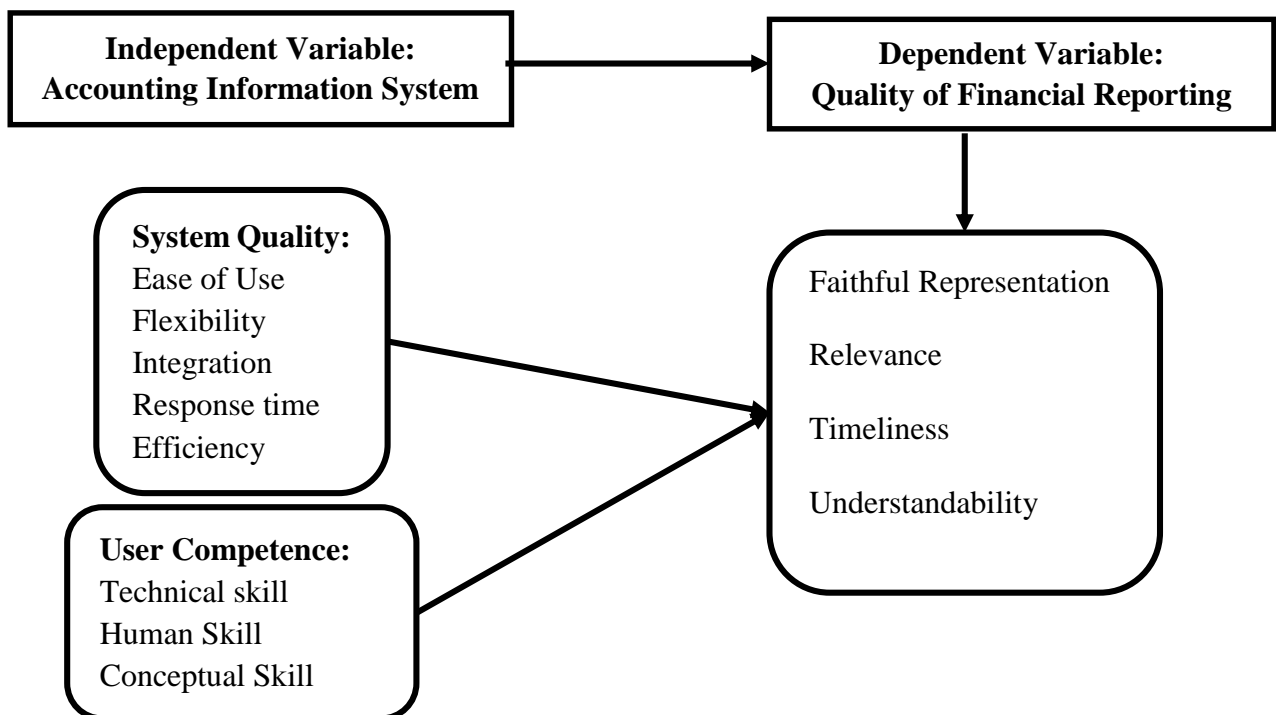 Independent Variable:
Accounting Information System
Dependent Variable:
Quality of Financial Reporting
System Quality:
Ease of Use
Flexibility
Integration
Response time
Efficiency
User Competence:
Technical skill
Human Skill
Conceptual Skill
Faithful Representation
Relevance
Timeliness
Understandability